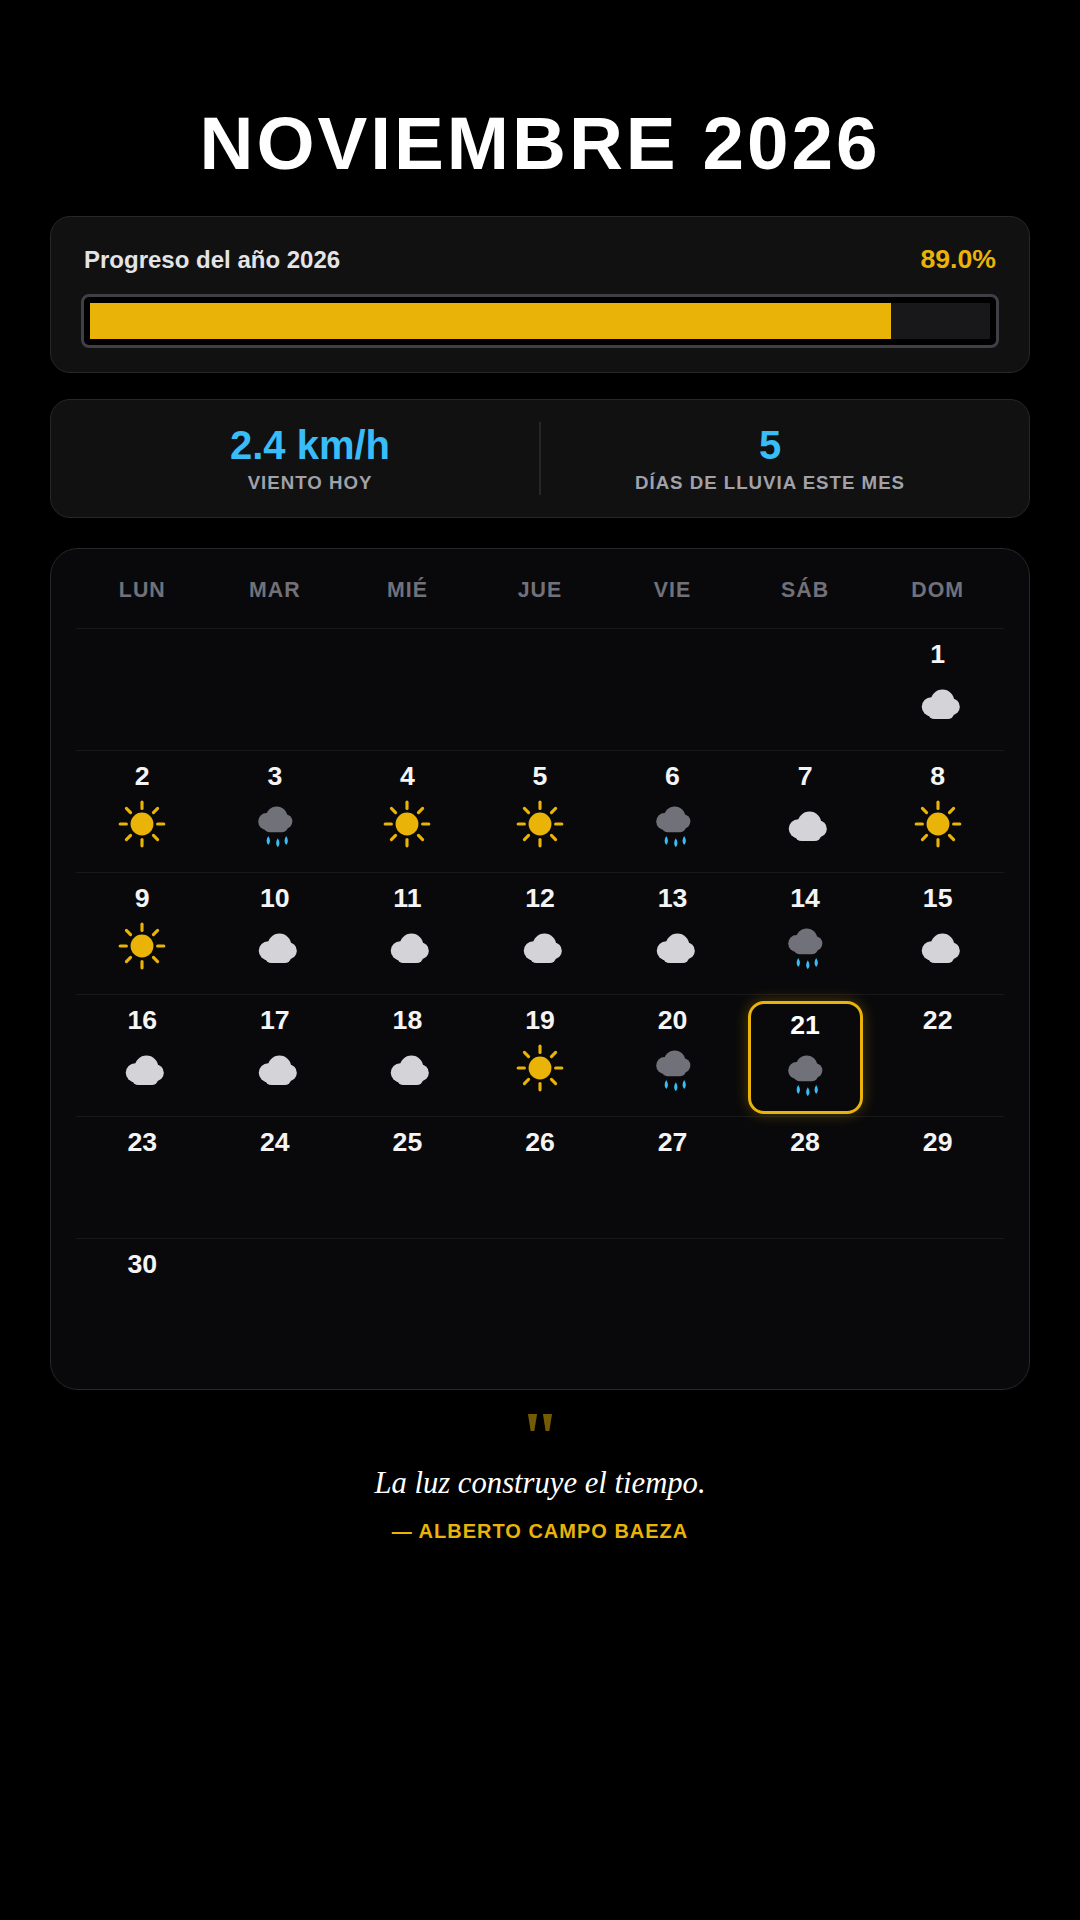 NOVIEMBRE 2026
Progreso del año 2026 89.0%
2.4 km/h 5
VIENTO HOY DÍAS DE LLUVIA ESTE MES
LUN MAR MIÉ JUE VIE SÁB DOM
1
2 3 4 5 6 7 8
9 10 11 12 13 14 15
16 17 18 19 20 21 22
23 24 25 26 27 28 29
30
"
La luz construye el tiempo.
— ALBERTO CAMPO BAEZA